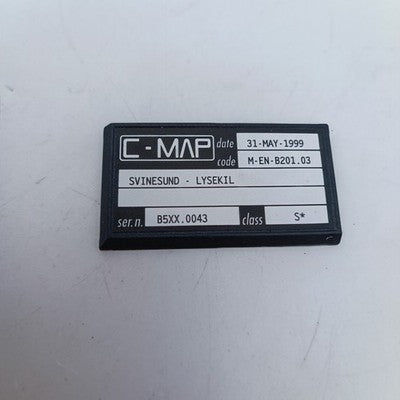 C-MAP date 31-MAY-1999
code M-EN-B201.03
SVINESUND - LYSEKIL
ser.n. B5XX.0043 class S*